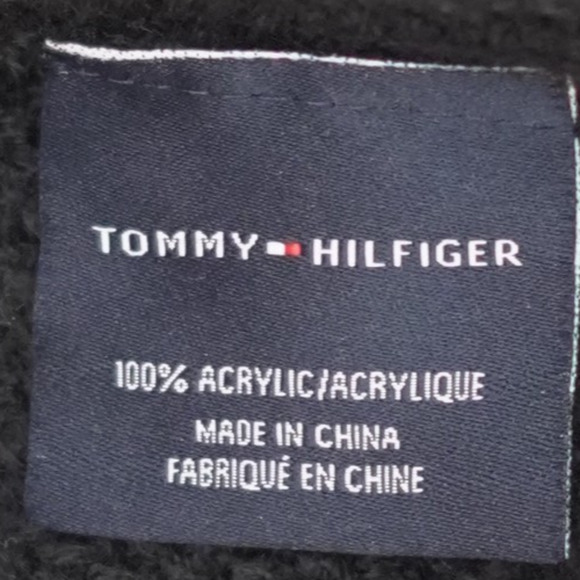 TOMMY HILFIGER
100% ACRYLIC/ACRYLIQUE
MADE IN CHINA
FABRIQUÉ EN CHINE